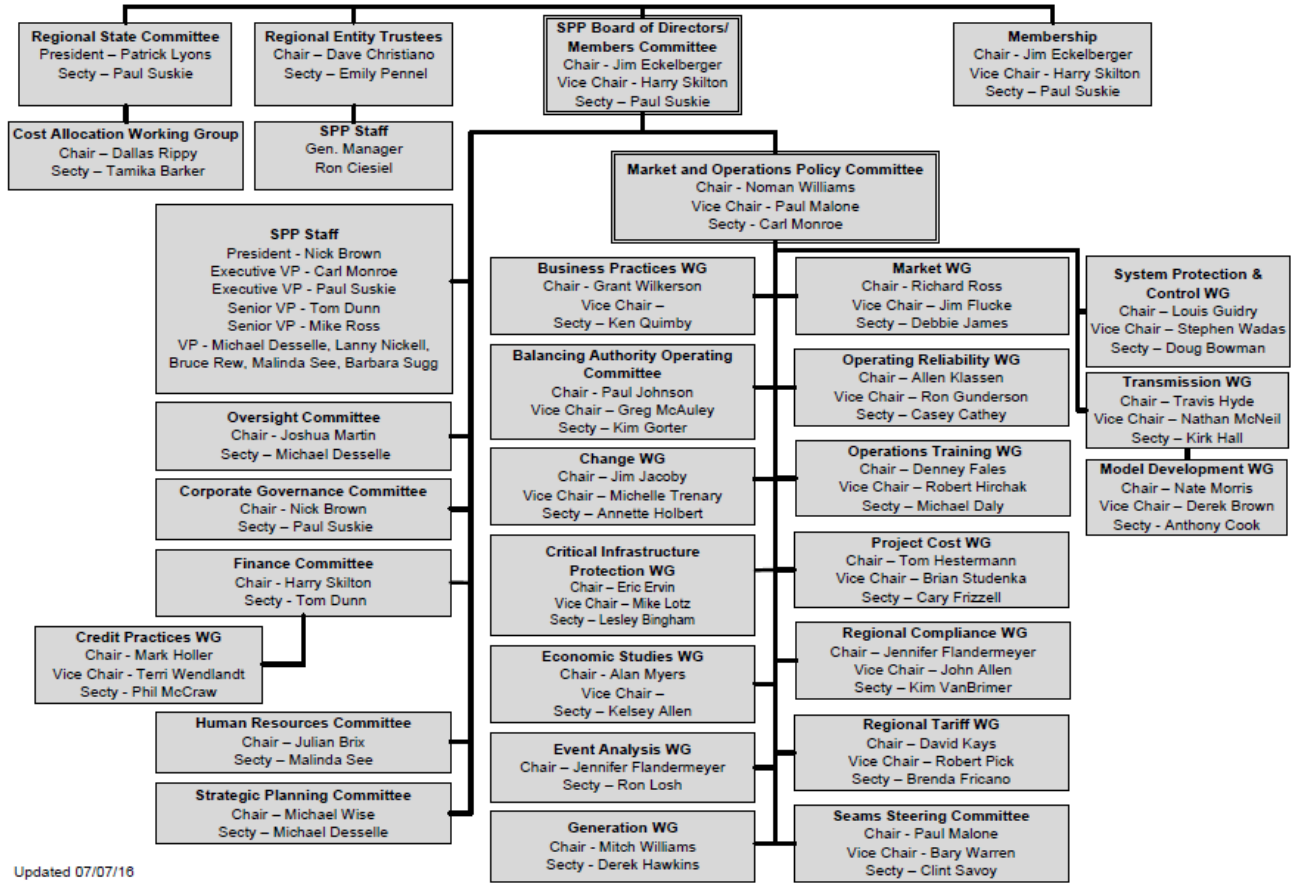 Regional State Committee
President – Patrick Lyons
Secty – Paul Suskie
Regional Entity Trustees
Chair – Dave Christiano
Secty – Emily Pennel
SPP Board of Directors/
Members Committee
Chair - Jim Eckelberger
Vice Chair - Harry Skilton
Secty – Paul Suskie
Membership
Chair - Jim Eckelberger
Vice Chair - Harry Skilton
Secty – Paul Suskie
Cost Allocation Working Group
Chair – Dallas Rippy
Secty – Tamika Barker
SPP Staff
Gen. Manager
Ron Ciesiel
Market and Operations Policy Committee
Chair - Noman Williams
Vice Chair - Paul Malone
Secty - Carl Monroe
SPP Staff
President - Nick Brown
Executive VP - Carl Monroe
Executive VP - Paul Suskie
Senior VP - Tom Dunn
Senior VP - Mike Ross
VP - Michael Desselle, Lanny Nickell,
Bruce Rew, Malinda See, Barbara Sugg
Oversight Committee
Chair - Joshua Martin
Secty – Michael Desselle
Corporate Governance Committee
Chair - Nick Brown
Secty – Paul Suskie
Finance Committee
Chair - Harry Skilton
Secty - Tom Dunn
Credit Practices WG
Chair - Mark Holler
Vice Chair - Terri Wendlandt
Secty - Phil McCraw
Human Resources Committee
Chair – Julian Brix
Secty – Malinda See
Strategic Planning Committee
Chair – Michael Wise
Secty – Michael Desselle
Business Practices WG
Chair - Grant Wilkerson
Vice Chair –
Secty – Ken Quimby
Balancing Authority Operating
Committee
Chair - Paul Johnson
Vice Chair – Greg McAuley
Secty – Kim Gorter
Change WG
Chair – Jim Jacoby
Vice Chair – Michelle Trenary
Secty – Annette Holbert
Critical Infrastructure
Protection WG
Chair – Eric Ervin
Vice Chair – Mike Lotz
Secty – Lesley Bingham
Economic Studies WG
Chair - Alan Myers
Vice Chair –
Secty – Kelsey Allen
Event Analysis WG
Chair – Jennifer Flandermeyer
Secty – Ron Losh
Generation WG
Chair - Mitch Williams
Secty - Derek Hawkins
Market WG
Chair - Richard Ross
Vice Chair – Jim Flucke
Secty – Debbie James
Operating Reliability WG
Chair – Allen Klassen
Vice Chair – Ron Gunderson
Secty – Casey Cathey
Operations Training WG
Chair – Denney Fales
Vice Chair – Robert Hirchak
Secty – Michael Daly
Project Cost WG
Chair – Tom Hestermann
Vice Chair – Brian Studenka
Secty – Cary Frizzell
Regional Compliance WG
Chair – Jennifer Flandermeyer
Vice Chair – John Allen
Secty – Kim VanBrimer
Regional Tariff WG
Chair – David Kays
Vice Chair – Robert Pick
Secty – Brenda Fricano
Seams Steering Committee
Chair - Paul Malone
Vice Chair - Bary Warren
Secty – Clint Savoy
System Protection &
Control WG
Chair – Louis Guidry
Vice Chair – Stephen Wadas
Secty – Doug Bowman
Transmission WG
Chair – Travis Hyde
Vice Chair – Nathan McNeil
Secty – Kirk Hall
Model Development WG
Chair – Nate Morris
Vice Chair – Derek Brown
Secty - Anthony Cook
Updated 07/07/16